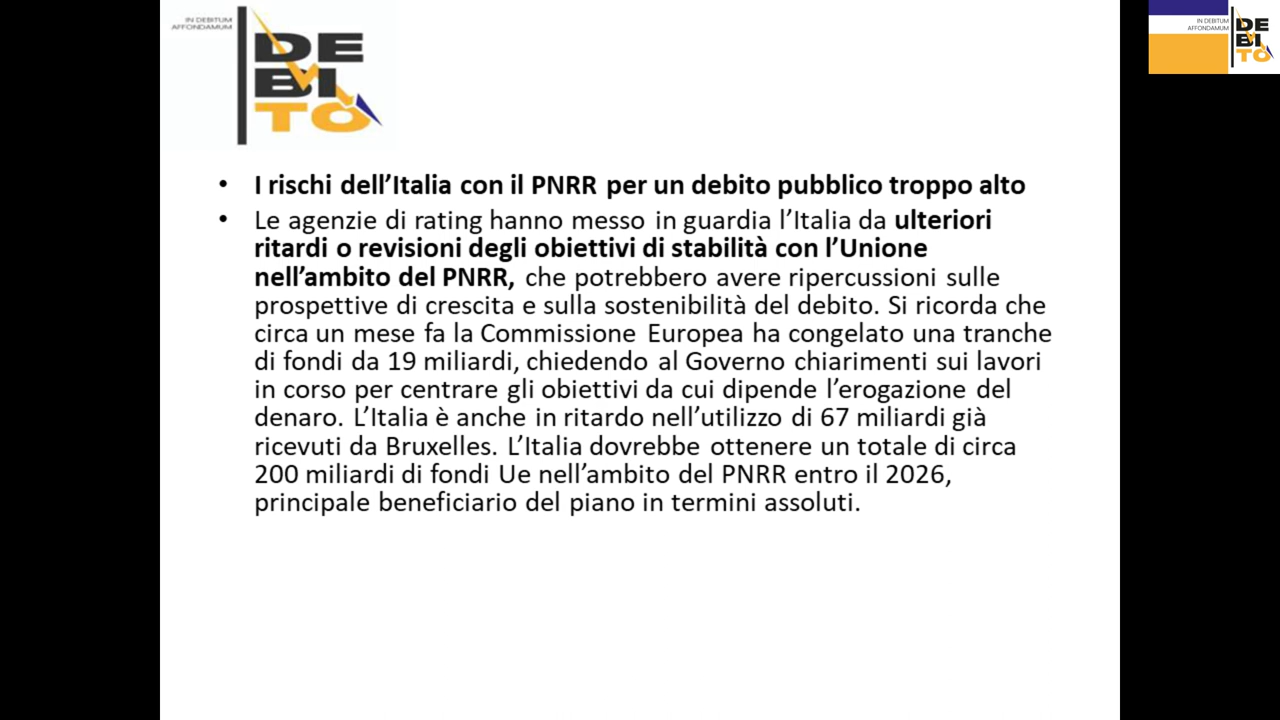 IN DEBITUM
AFFONDAMUM
DE
BI
TO
IN DEBITUM
AFFONDAMUM
DE
BI
TO
• I rischi dell’Italia con il PNRR per un debito pubblico troppo alto
• Le agenzie di rating hanno messo in guardia l’Italia da ulteriori
ritardi o revisioni degli obiettivi di stabilità con l’Unione
nell’ambito del PNRR, che potrebbero avere ripercussioni sulle
prospettive di crescita e sulla sostenibilità del debito. Si ricorda che
circa un mese fa la Commissione Europea ha congelato una tranche
di fondi da 19 miliardi, chiedendo al Governo chiarimenti sui lavori
in corso per centrare gli obiettivi da cui dipende l’erogazione del
denaro. L’Italia è anche in ritardo nell’utilizzo di 67 miliardi già
ricevuti da Bruxelles. L’Italia dovrebbe ottenere un totale di circa
200 miliardi di fondi Ue nell’ambito del PNRR entro il 2026,
principale beneficiario del piano in termini assoluti.